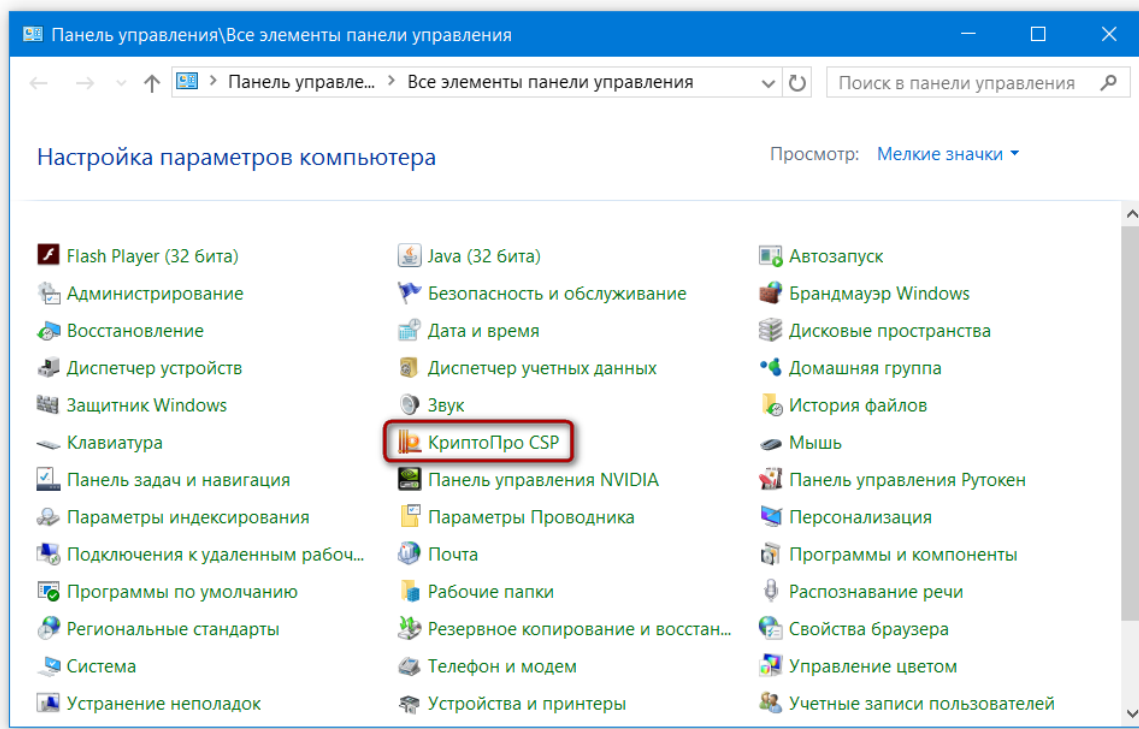 Панель управления\Все элементы панели управления
Панель управле... > Все элементы панели управления
Поиск в панели управления
Настройка параметров компьютера
Просмотр: Мелкие значки
Flash Player (32 бита)
Java (32 бита)
Автозапуск
Администрирование
Безопасность и обслуживание
Брандмауэр Windows
Восстановление
Дата и время
Дисковые пространства
Диспетчер устройств
Диспетчер учетных данных
Домашняя группа
Защитник Windows
Звук
История файлов
Клавиатура
КриптоПро CSP
Мышь
Панель задач и навигация
Панель управления NVIDIA
Панель управления Рутокен
Параметры индексирования
Параметры Проводника
Персонализация
Подключения к удаленным рабоч...
Почта
Программы и компоненты
Программы по умолчанию
Рабочие папки
Распознавание речи
Региональные стандарты
Резервное копирование и восстан...
Свойства браузера
Система
Телефон и модем
Управление цветом
Устранение неполадок
Устройства и принтеры
Учетные записи пользователей